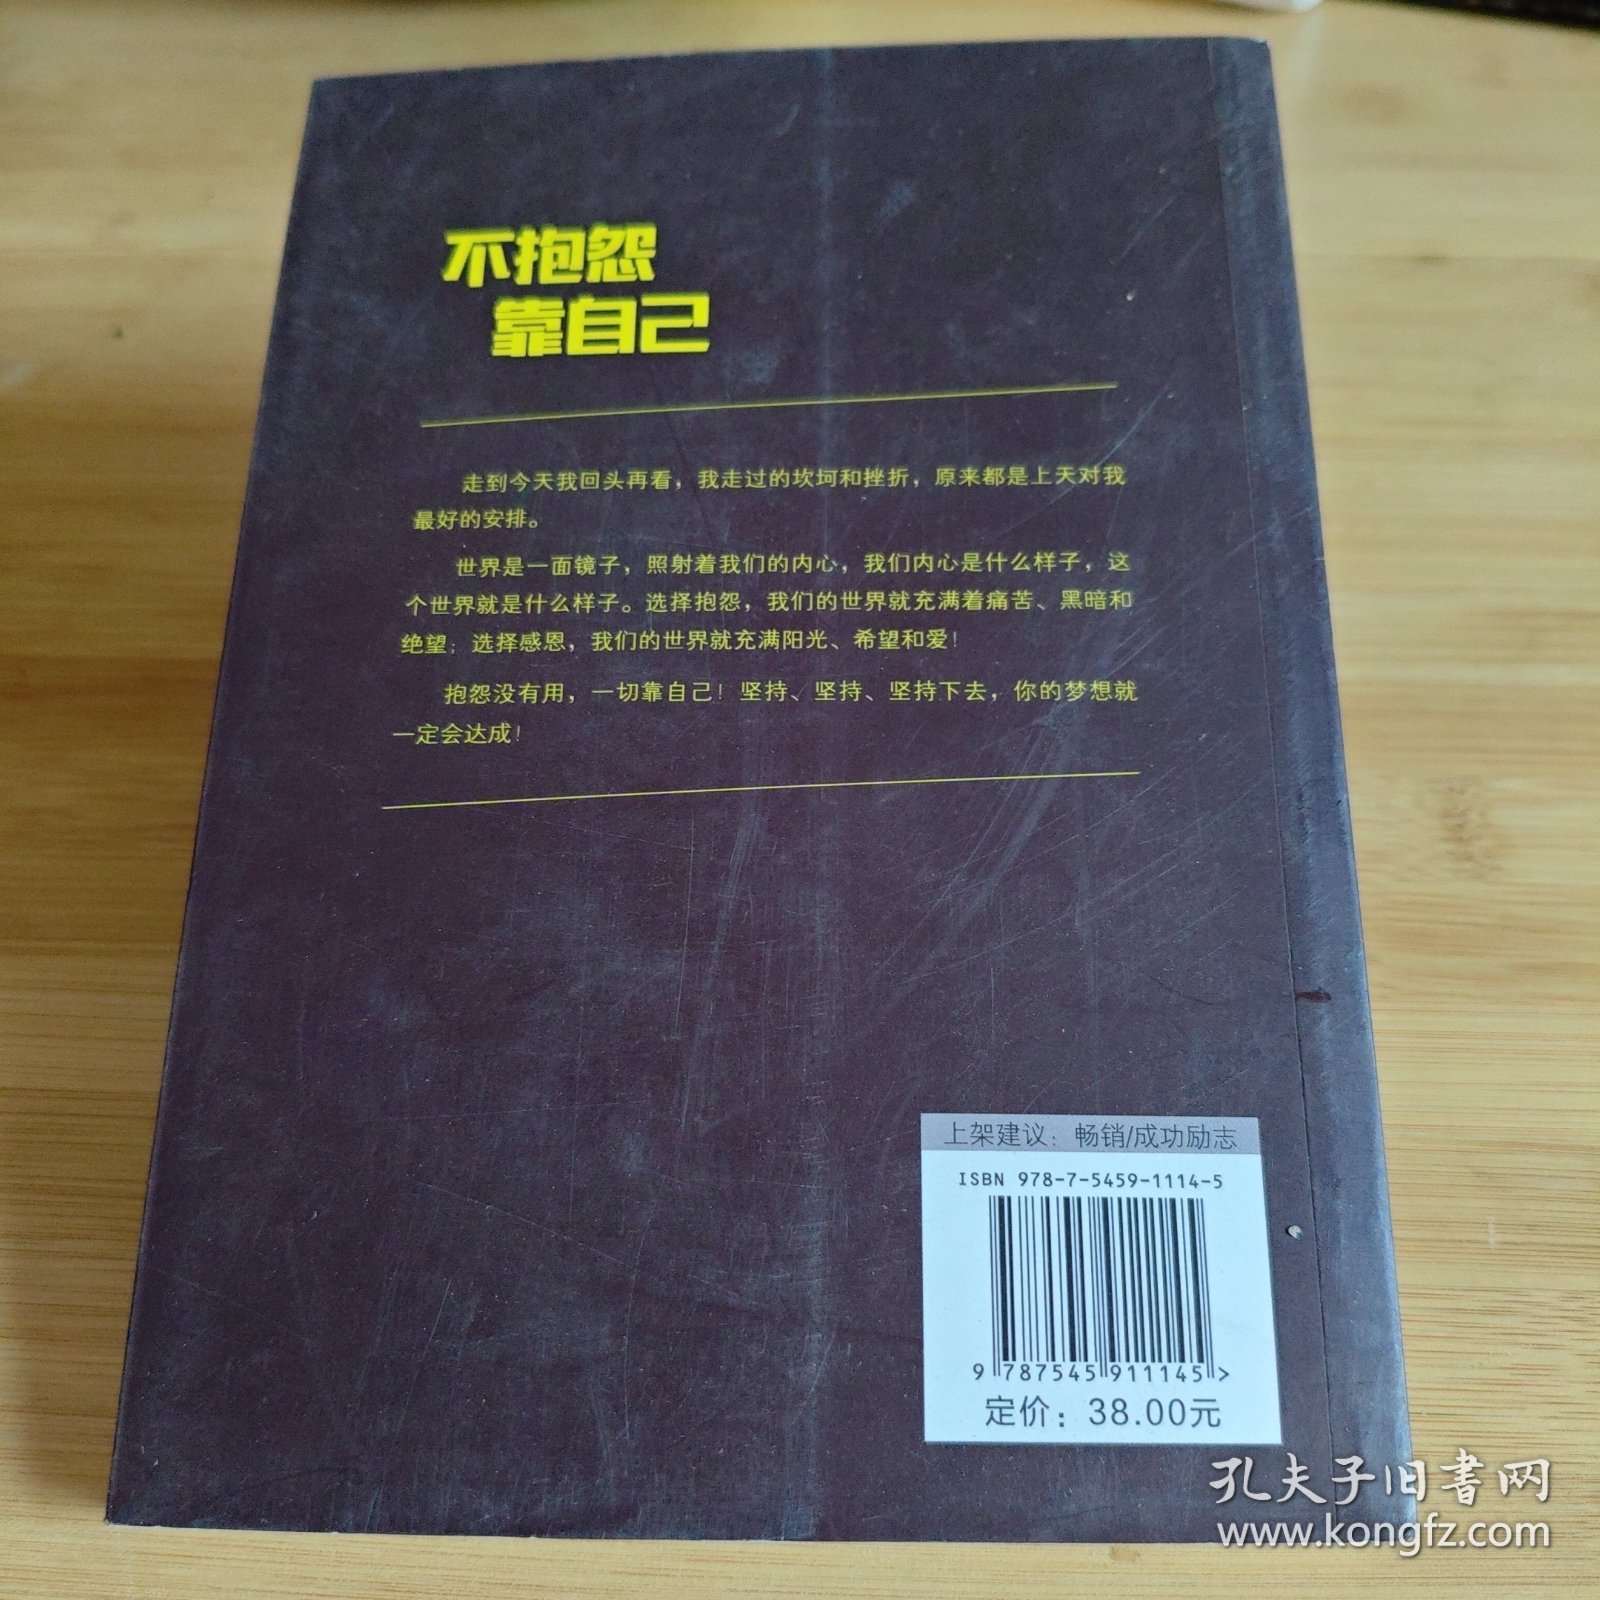 不抱怨
靠自己
走到今天我回头再看，我走过的坎坷和挫折，原来都是上天对我
最好的安排。
世界是一面镜子，照射着我们的内心，我们内心是什么样子，这
个世界就是什么样子。选择抱怨，我们的世界就充满着痛苦、黑暗和
绝望；选择感恩，我们的世界就充满阳光、希望和爱！
抱怨没有用，一切靠自己！坚持、坚持、坚持下去，你的梦想就
一定会达成！
上架建议：畅销/成功励志
ISBN 978-7-5459-1114-5
9 787545 911145 >
定价：38.00元
孔夫子旧书网
www.kongfz.com